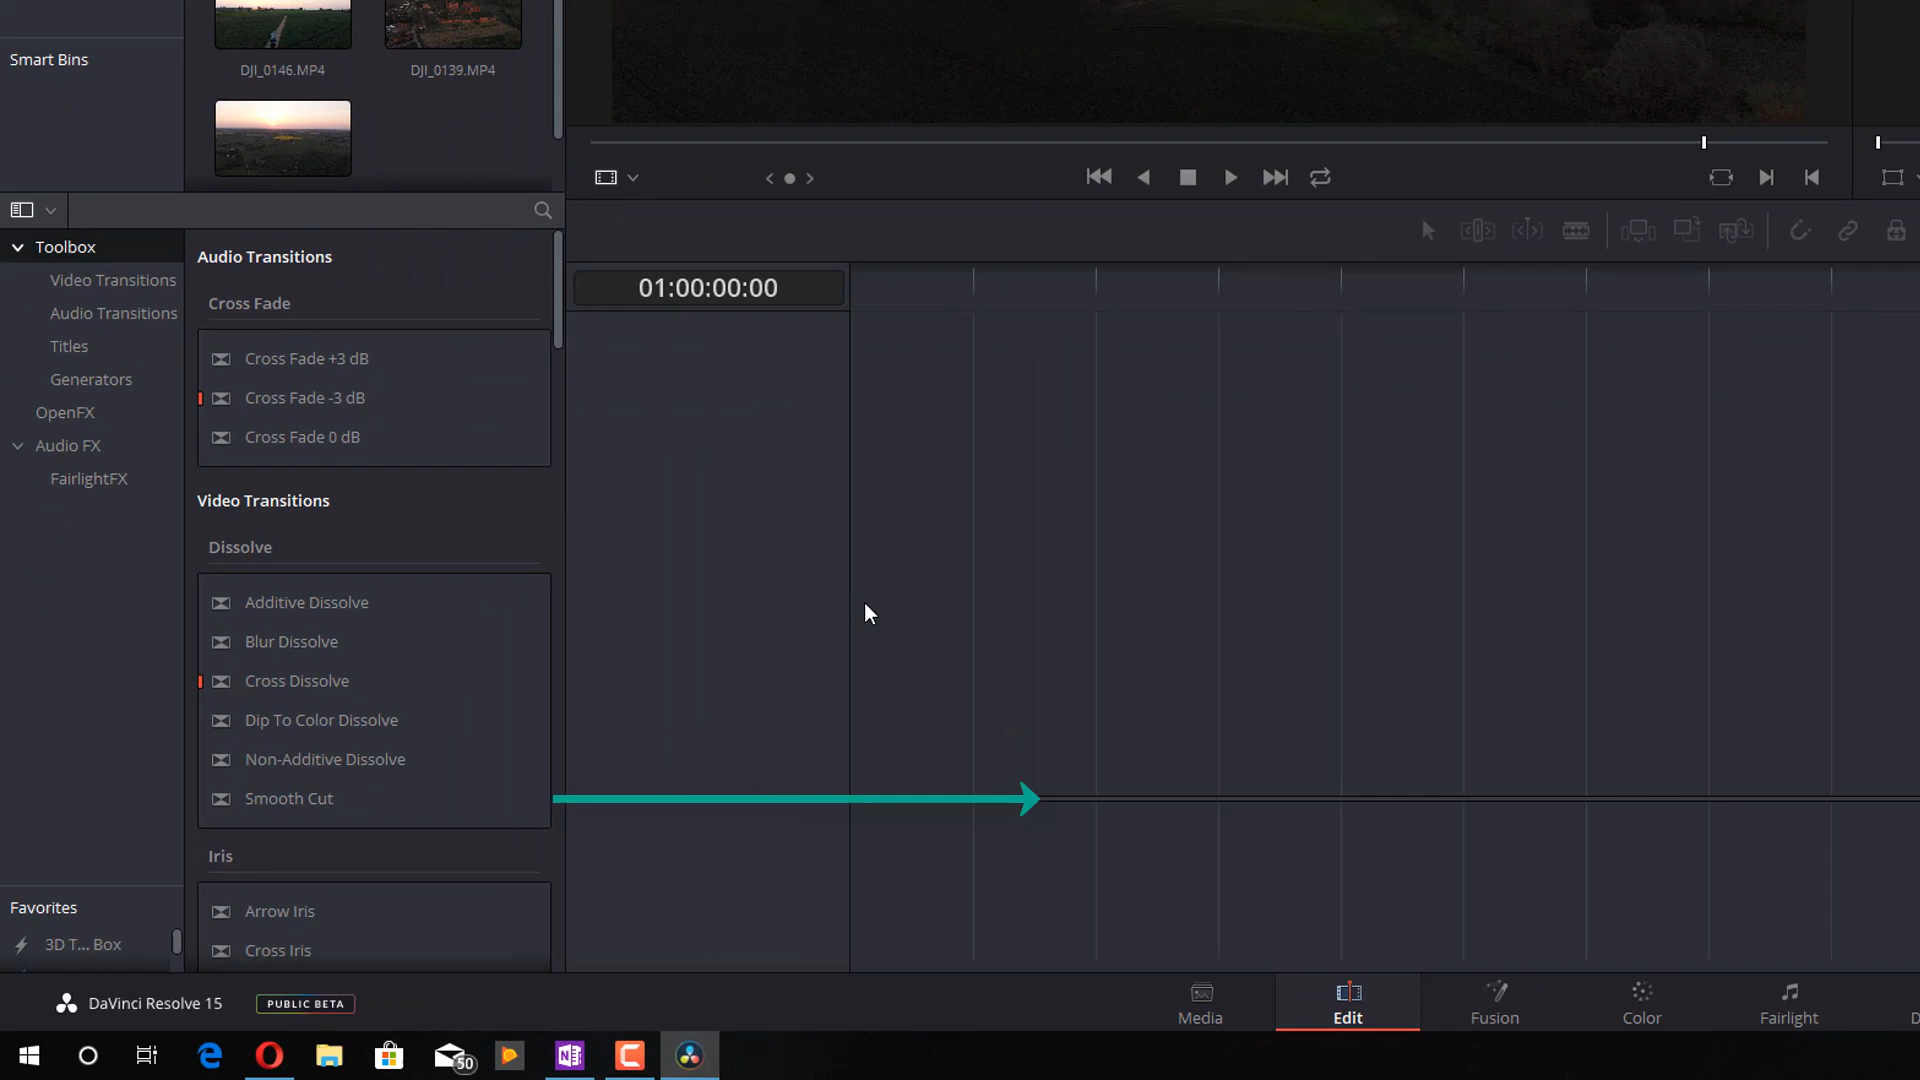 Smart Bins
DJI_0146.MP4
DJI_0139.MP4
Toolbox
Video Transitions
Audio Transitions
Titles
Generators
OpenFX
Audio FX
FairlightFX
Favorites
3D T... Box
Audio Transitions
Cross Fade
Cross Fade +3 dB
Cross Fade -3 dB
Cross Fade 0 dB
Video Transitions
Dissolve
Additive Dissolve
Blur Dissolve
Cross Dissolve
Dip To Color Dissolve
Non-Additive Dissolve
Smooth Cut
Iris
Arrow Iris
Cross Iris
01:00:00:00
DaVinci Resolve 15
PUBLIC BETA
Media
Edit
Fusion
Color
Fairlight
50